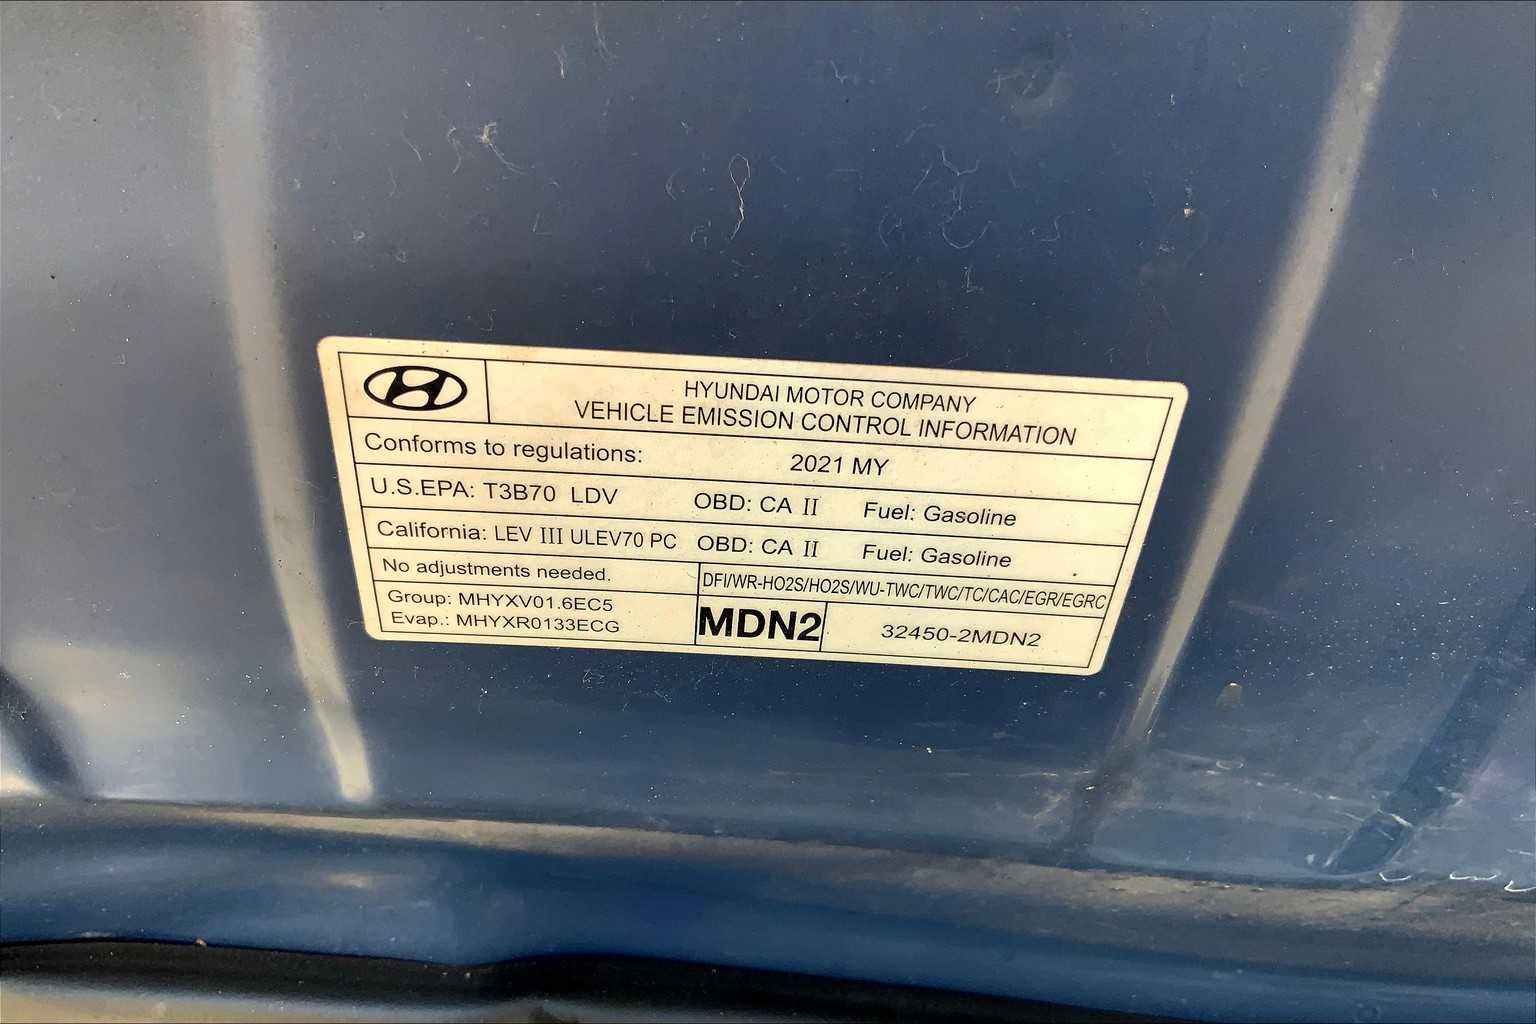 HYUNDAI MOTOR COMPANY
VEHICLE EMISSION CONTROL INFORMATION
Conforms to regulations: 2021 MY
U.S.EPA: T3B70 LDV OBD: CA II Fuel: Gasoline
California: LEV III ULEV70 PC OBD: CA II Fuel: Gasoline
No adjustments needed.
DFI/WR-HO2S/HO2S/WU-TWC/TWC/TC/CAC/EGR/EGRC
Group: MHYXV01.6EC5
Evap.: MHYXR0133ECG
MDN2
32450-2MDN2